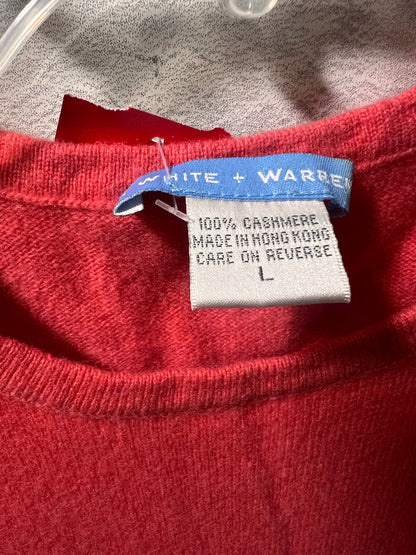 WHITE + WARREN
100% CASHMERE
MADE IN HONG KONG
CARE ON REVERSE
L